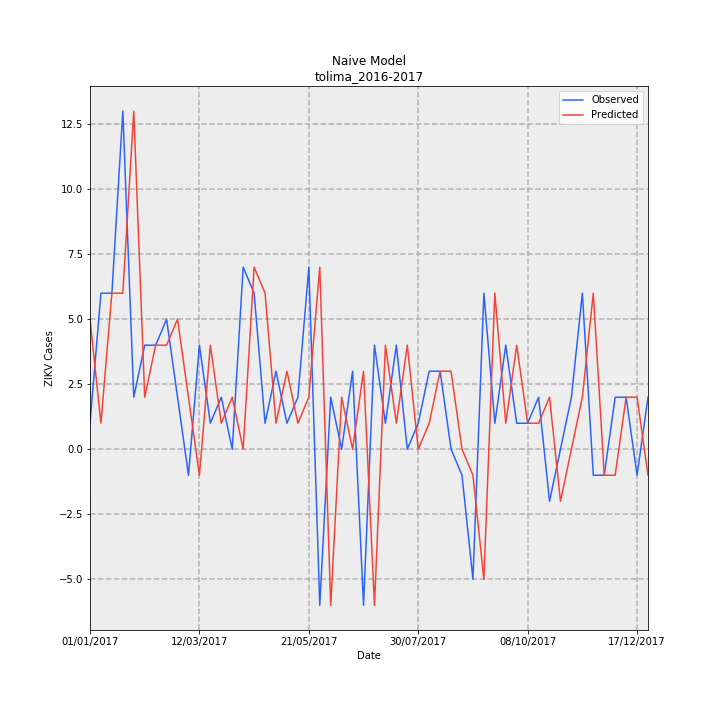 Naive Model
tolima_2016-2017
Observed
Predicted
12.5
10.0
7.5
5.0
2.5
0.0
−2.5
−5.0
ZIKV Cases
01/01/2017 12/03/2017 21/05/2017 30/07/2017 08/10/2017 17/12/2017
Date